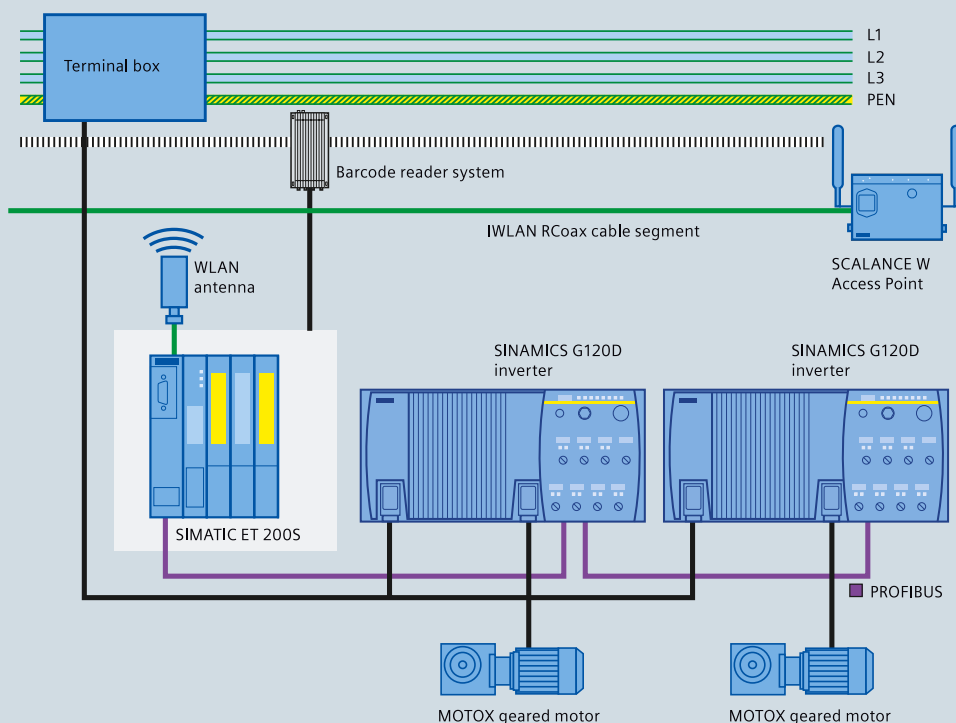 L1
Terminal box
L2
L3
PEN
Barcode reader system
IWLAN RCoax cable segment
WLAN
antenna
SCALANCE W
Access Point
SINAMICS G120D
inverter
SINAMICS G120D
inverter
SIMATIC ET 200S
PROFIBUS
MOTOX geared motor
MOTOX geared motor